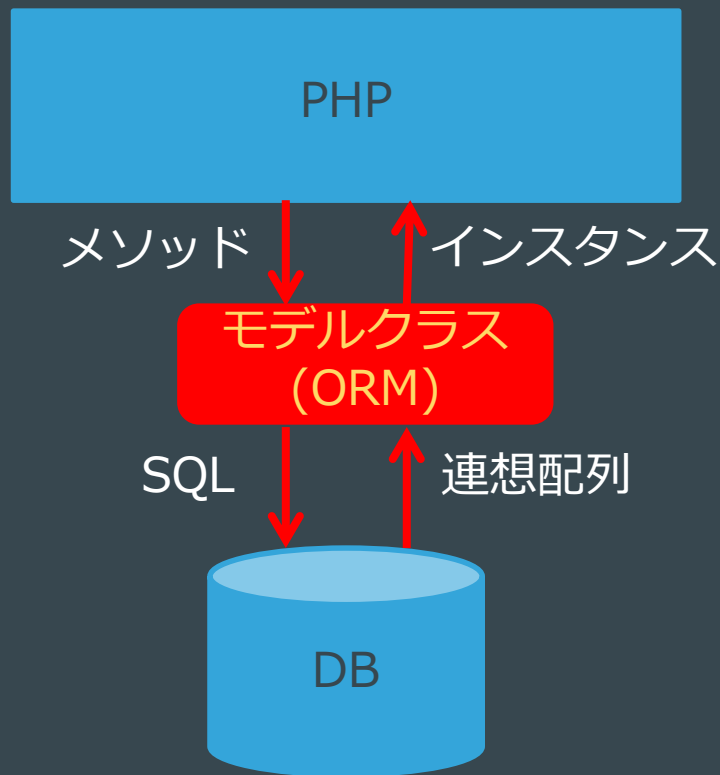 PHP
メソッド
インスタンス
モデルクラス
(ORM)
SQL
連想配列
DB